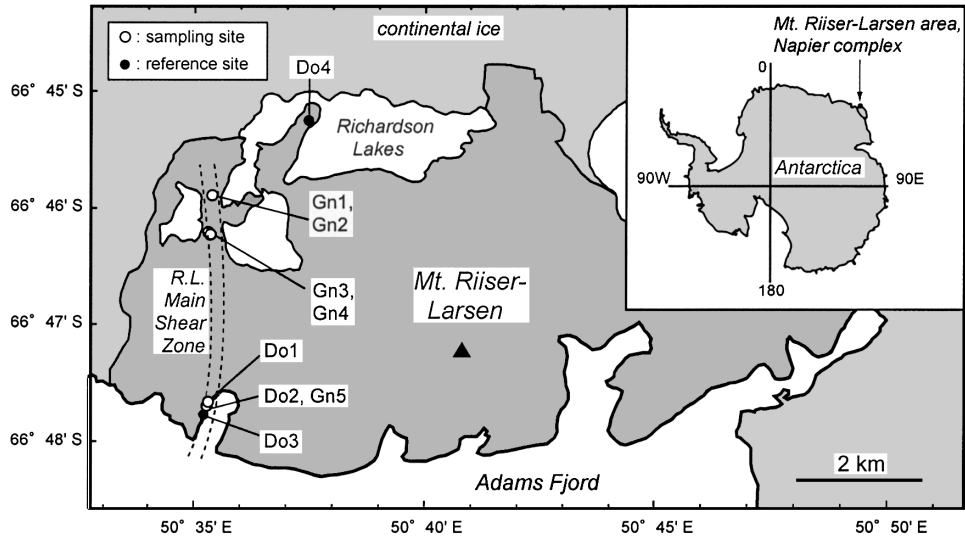 : sampling site
: reference site
continental ice
Mt. Riiser-Larsen area,
Napier complex
0
Antarctica
90W
90E
180
66° 45' S
66° 46' S
66° 47' S
66° 48' S
Do4
Richardson
Lakes
Gn1,
Gn2
Gn3,
Gn4
R.L.
Main
Shear
Zone
Mt. Riiser-
Larsen
Do1
Do2, Gn5
Do3
Adams Fjord
2 km
50° 35' E
50° 40' E
50° 45' E
50° 50' E